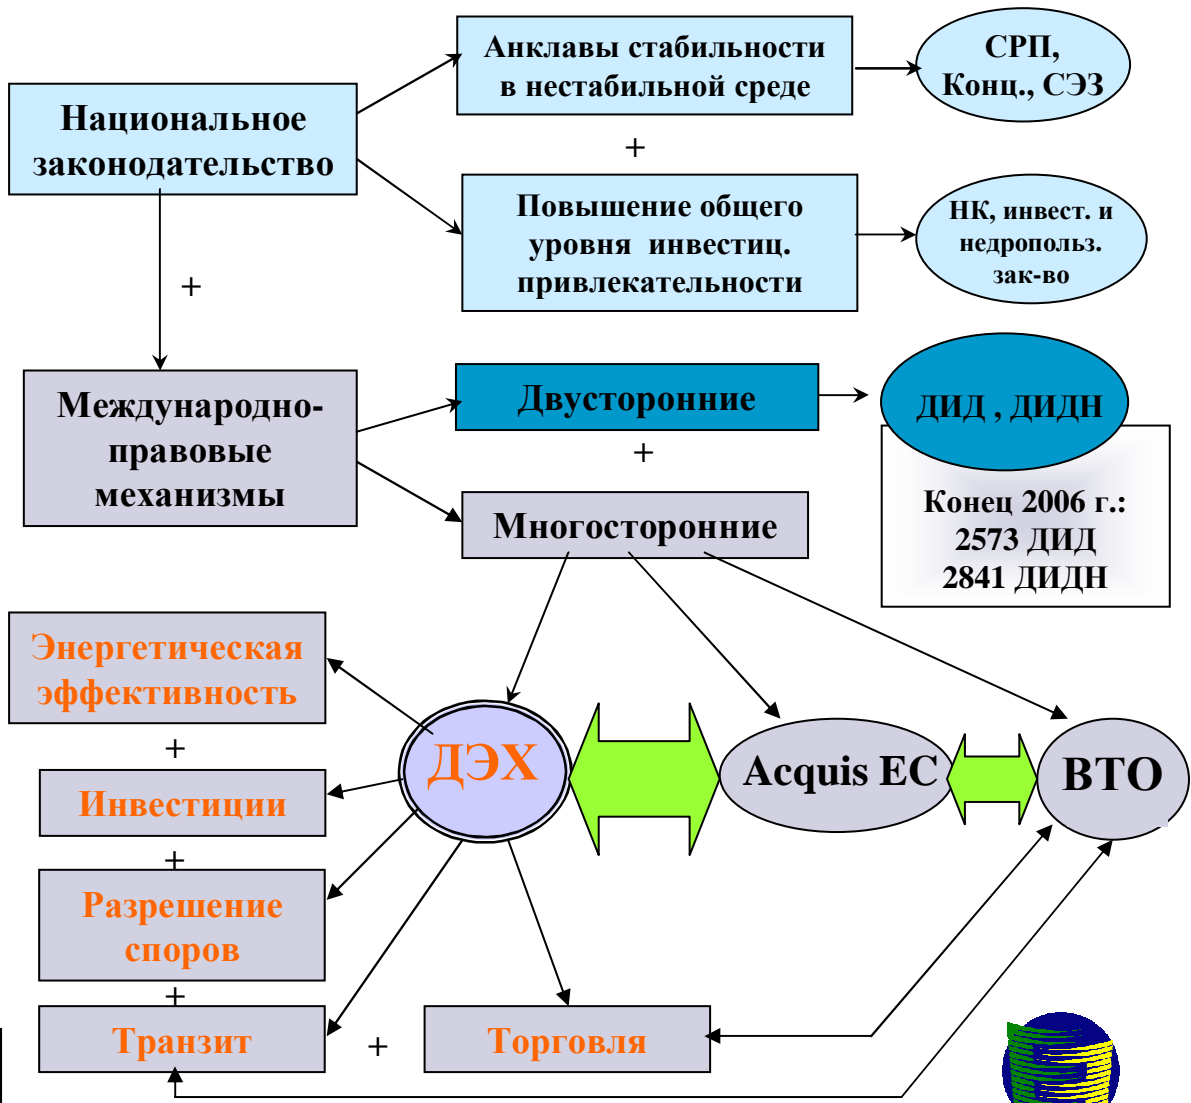 Анклавы стабильности
в нестабильной среде
СРП,
Конц., СЭЗ
Национальное
законодательство
+
Повышение общего
уровня инвестиц.
привлекательности
НК, инвест. и
недропольз.
зак-во
+
Международно-
правовые
механизмы
Двусторонние
ДИД , ДИДН
+
Многосторонние
Конец 2006 г.:
2573 ДИД
2841 ДИДН
Энергетическая
эффективность
+
ДЭХ
Acquis ЕС
ВТО
Инвестиции
+
Разрешение
споров
+
Транзит
+
Торговля